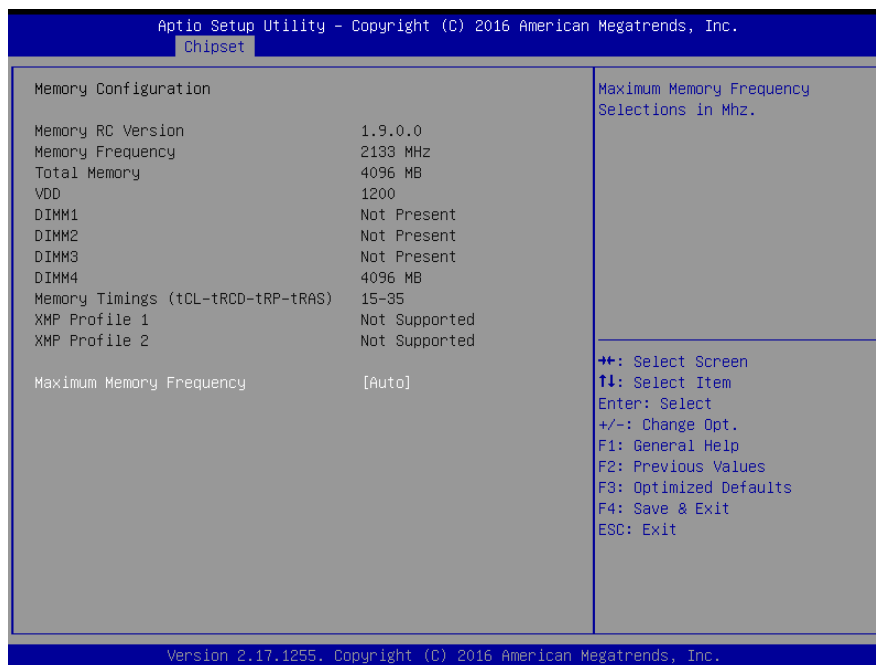 Aptio Setup Utility – Copyright (C) 2016 American Megatrends, Inc.
Chipset
Memory Configuration
Memory RC Version 1.9.0.0
Memory Frequency 2133 MHz
Total Memory 4096 MB
VDD 1200
DIMM1 Not Present
DIMM2 Not Present
DIMM3 Not Present
DIMM4 4096 MB
Memory Timings (tCL-tRCD-tRP-tRAS) 15-35
XMP Profile 1 Not Supported
XMP Profile 2 Not Supported
Maximum Memory Frequency [Auto]
Maximum Memory Frequency
Selections in Mhz.
→←: Select Screen
↑↓: Select Item
Enter: Select
+/-: Change Opt.
F1: General Help
F2: Previous Values
F3: Optimized Defaults
F4: Save & Exit
ESC: Exit
Version 2.17.1255. Copyright (C) 2016 American Megatrends, Inc.